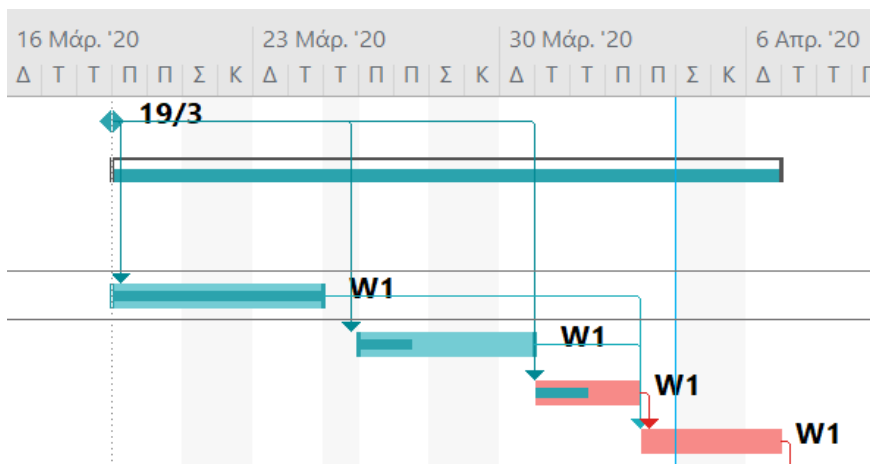 16 Μάρ. '20 23 Μάρ. '20 30 Μάρ. '20 6 Απρ. '20
Δ Τ Τ Π Π Σ Κ Δ Τ Τ Π Π Σ Κ Δ Τ Τ Π Π Σ Κ Δ Τ Τ
19/3
W1
W1
W1
W1